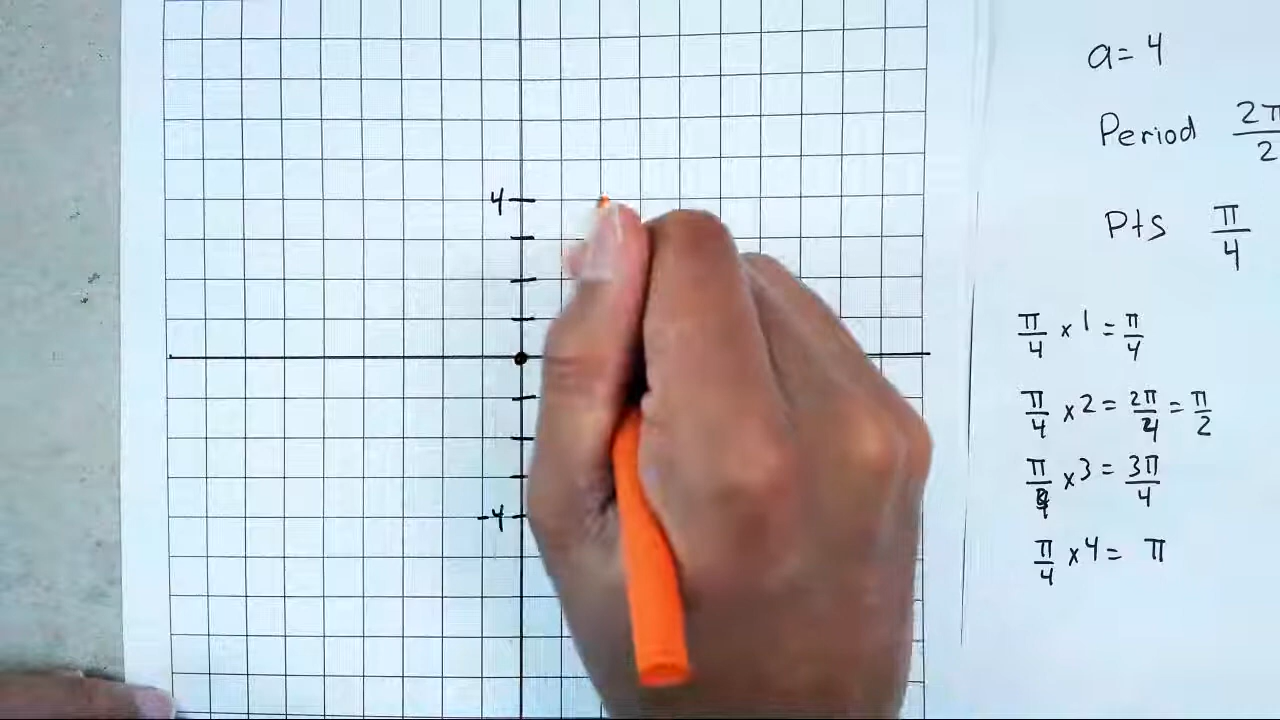 a = 4
Period 2π/2
Pts π/4
π/4 × 1 = π/4
π/4 × 2 = 2π/4 = π/2
π/4 × 3 = 3π/4
π/4 × 4 = π
4
-4